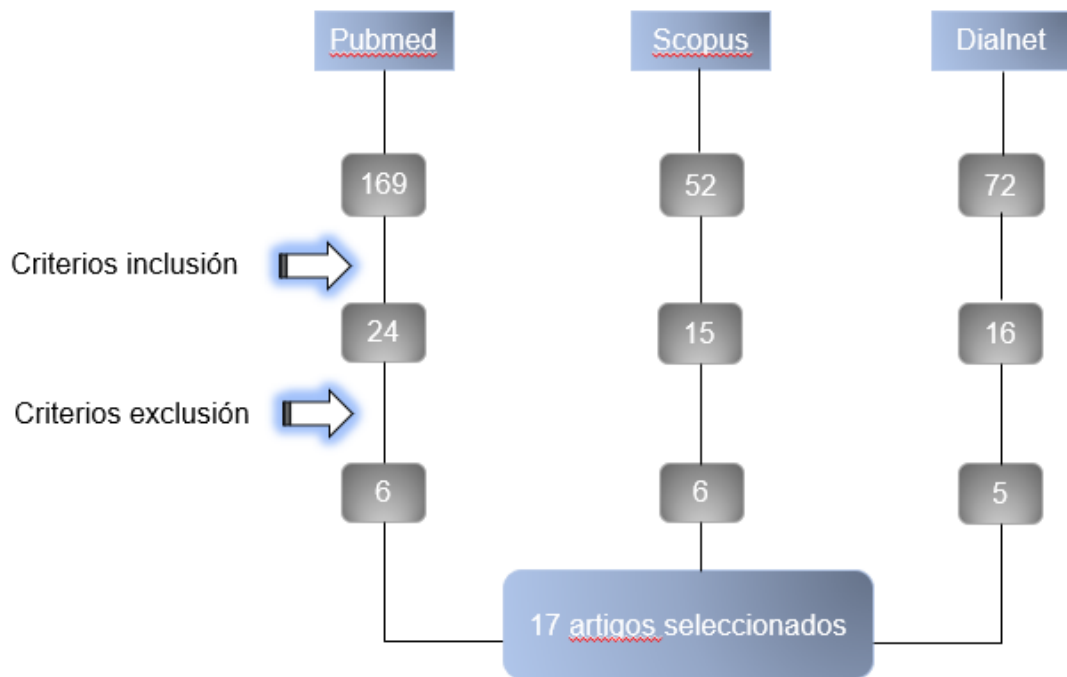 Pubmed
Scopus
Dialnet
169
52
72
Criterios inclusión
24
15
16
Criterios exclusión
6
6
5
17 artigos seleccionados